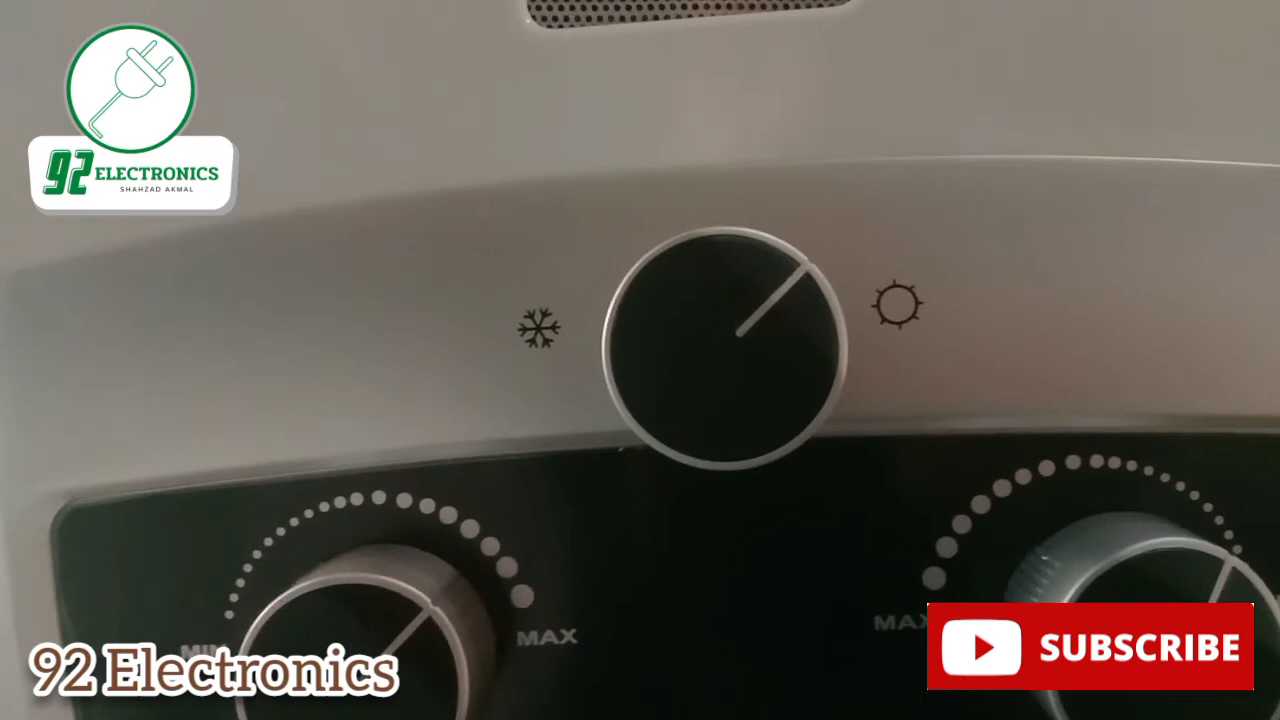 92 ELECTRONICS
SHAHZAD AKMAL
MAX
MAX
92 Electronics
SUBSCRIBE